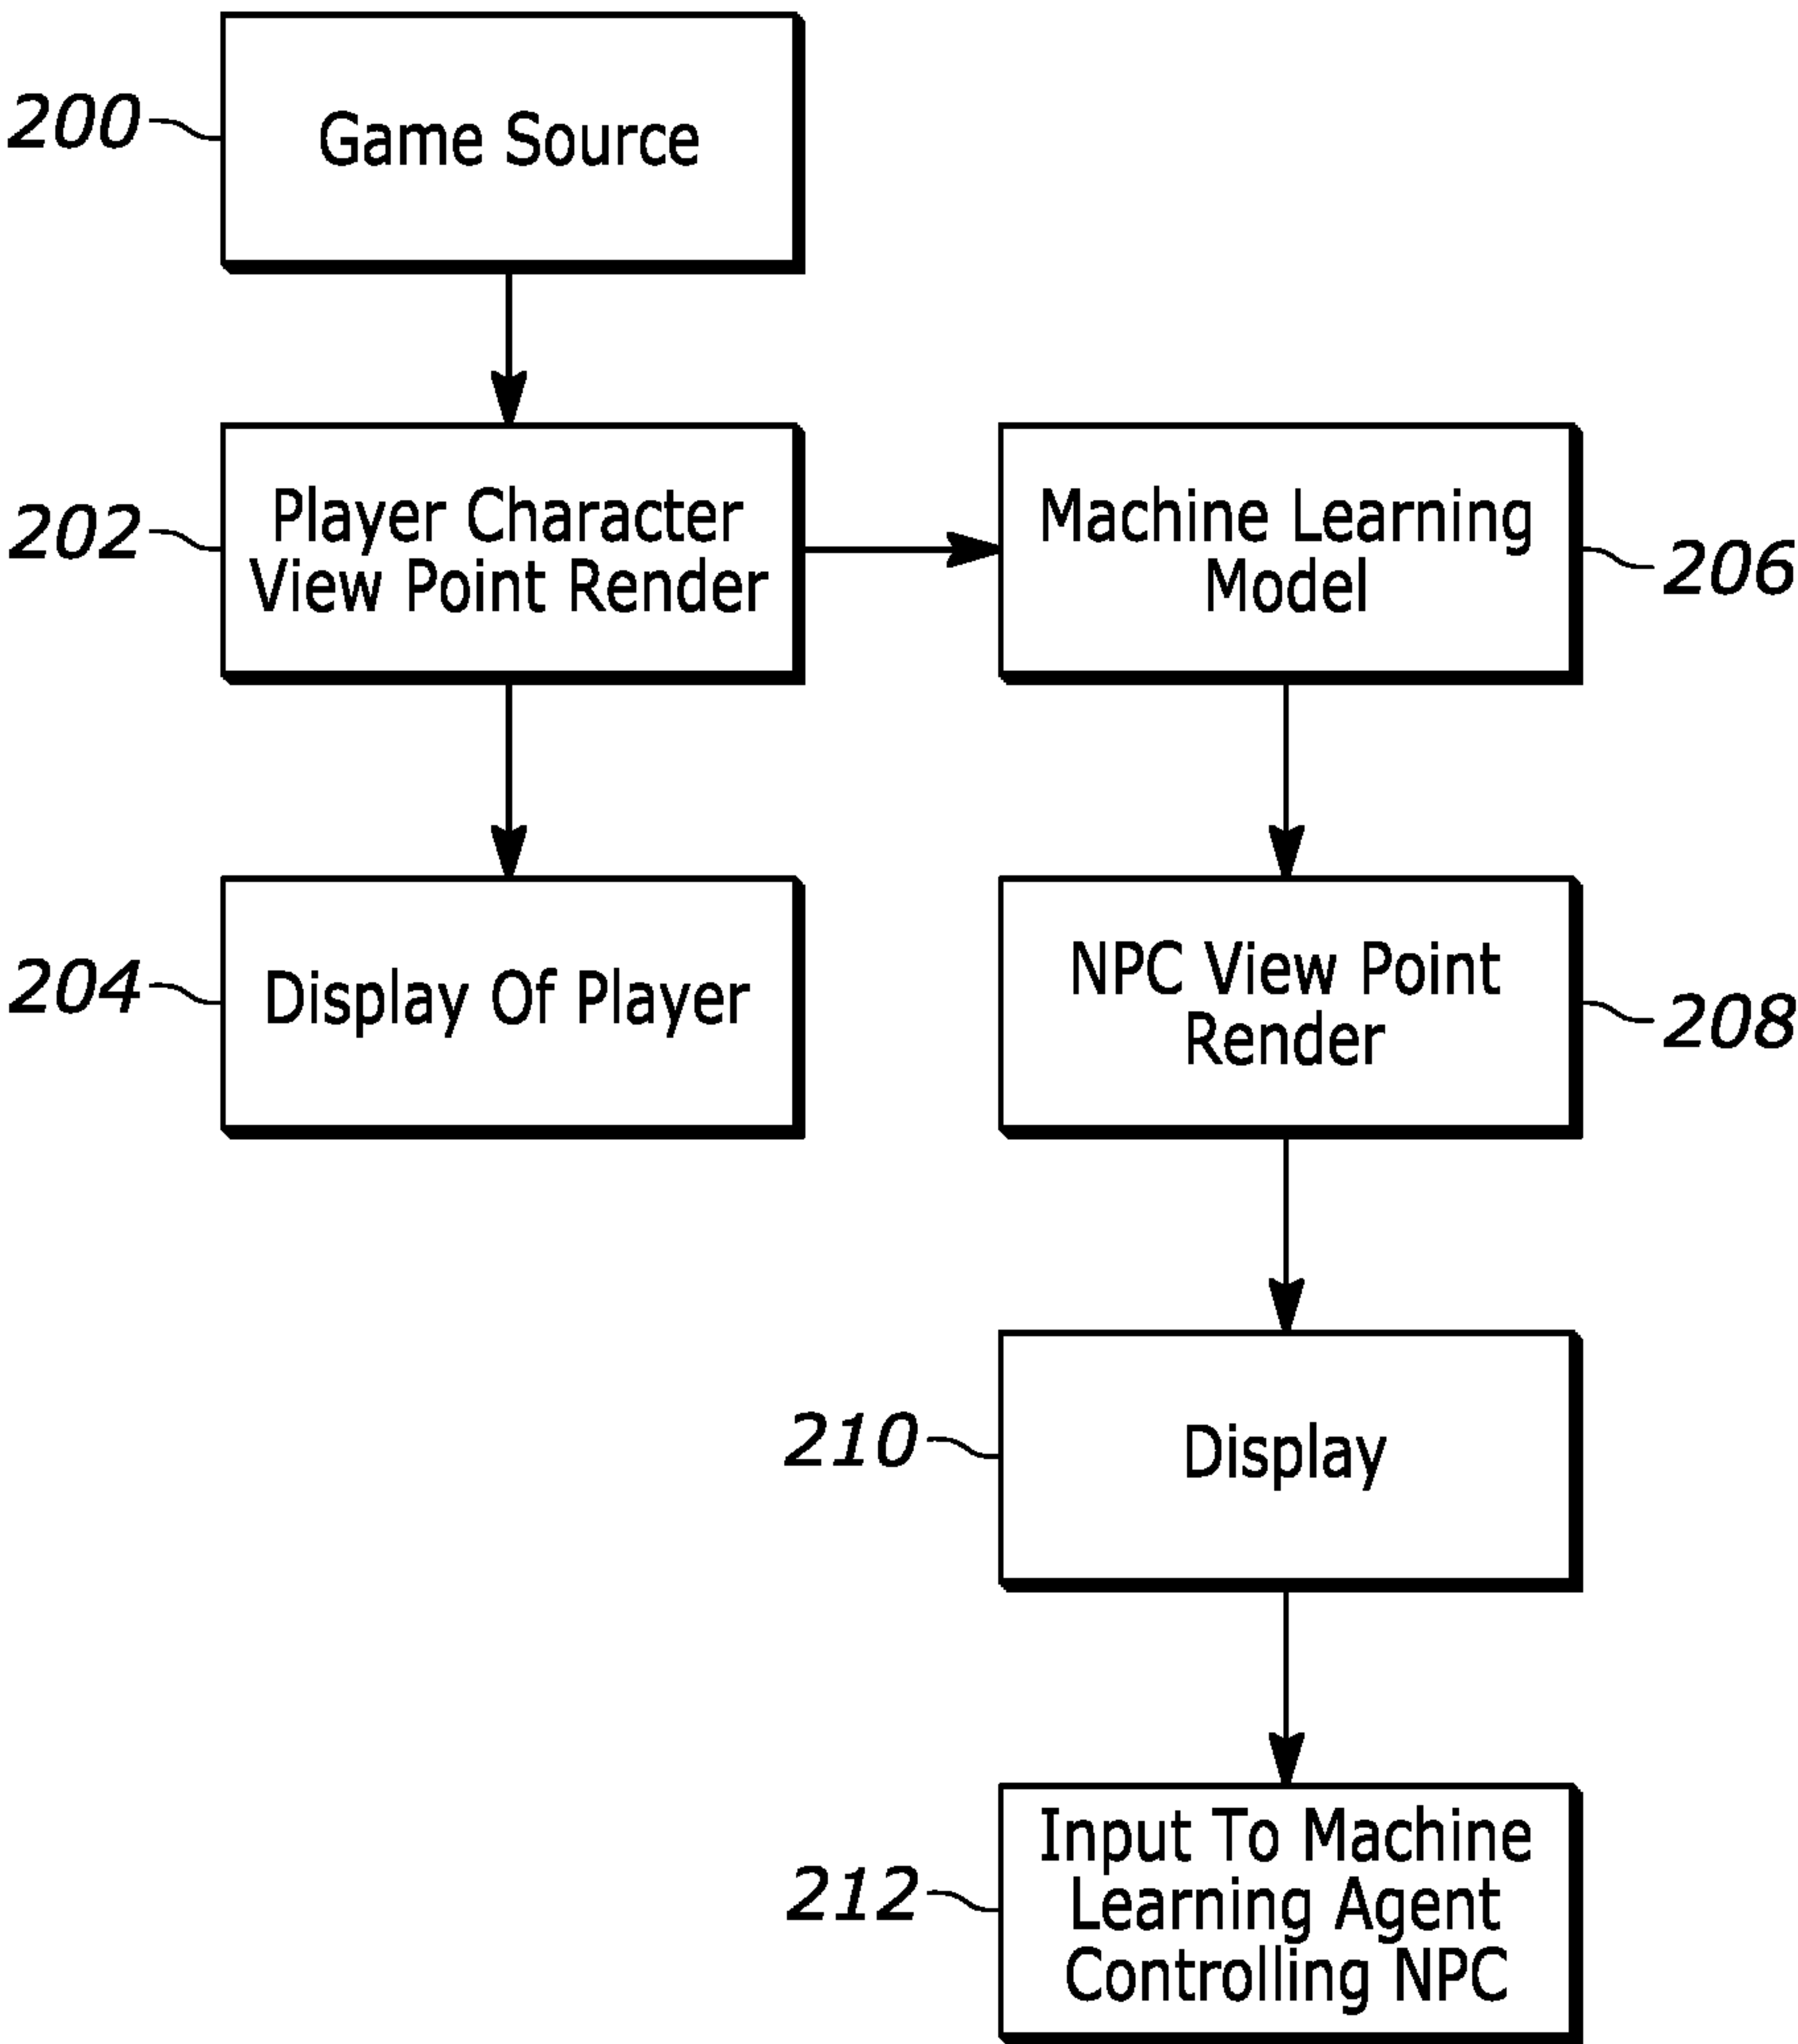 200
Game Source
202
Player Character
View Point Render
Machine Learning
Model
206
204
Display Of Player
NPC View Point
Render
208
210
Display
212
Input To Machine
Learning Agent
Controlling NPC